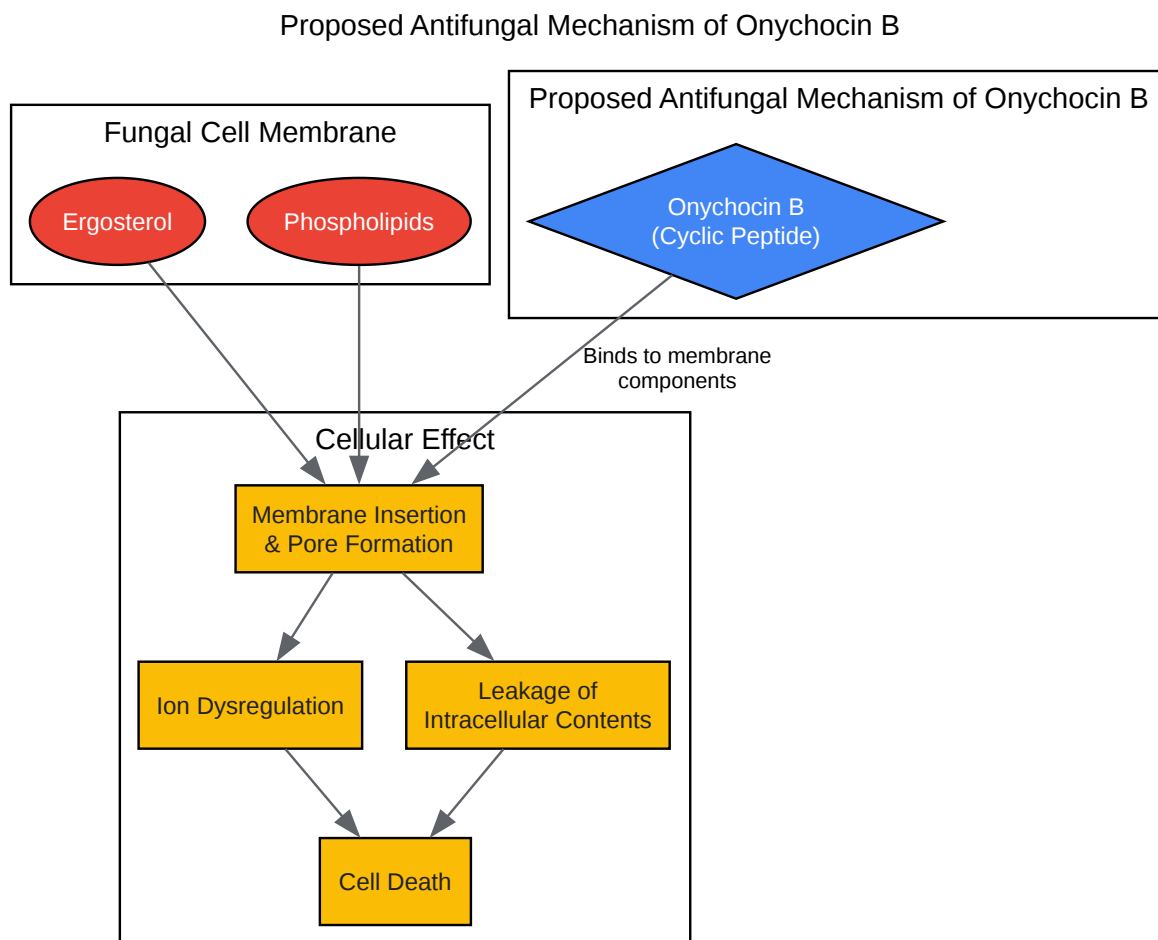 Proposed Antifungal Mechanism of Onychocin B
Proposed Antifungal Mechanism of Onychocin B
Fungal Cell Membrane
Ergosterol
Phospholipids
Onychocin B
(Cyclic Peptide)
Binds to membrane
components
Cellular Effect
Membrane Insertion
& Pore Formation
Ion Dysregulation
Leakage of
Intracellular Contents
Cell Death